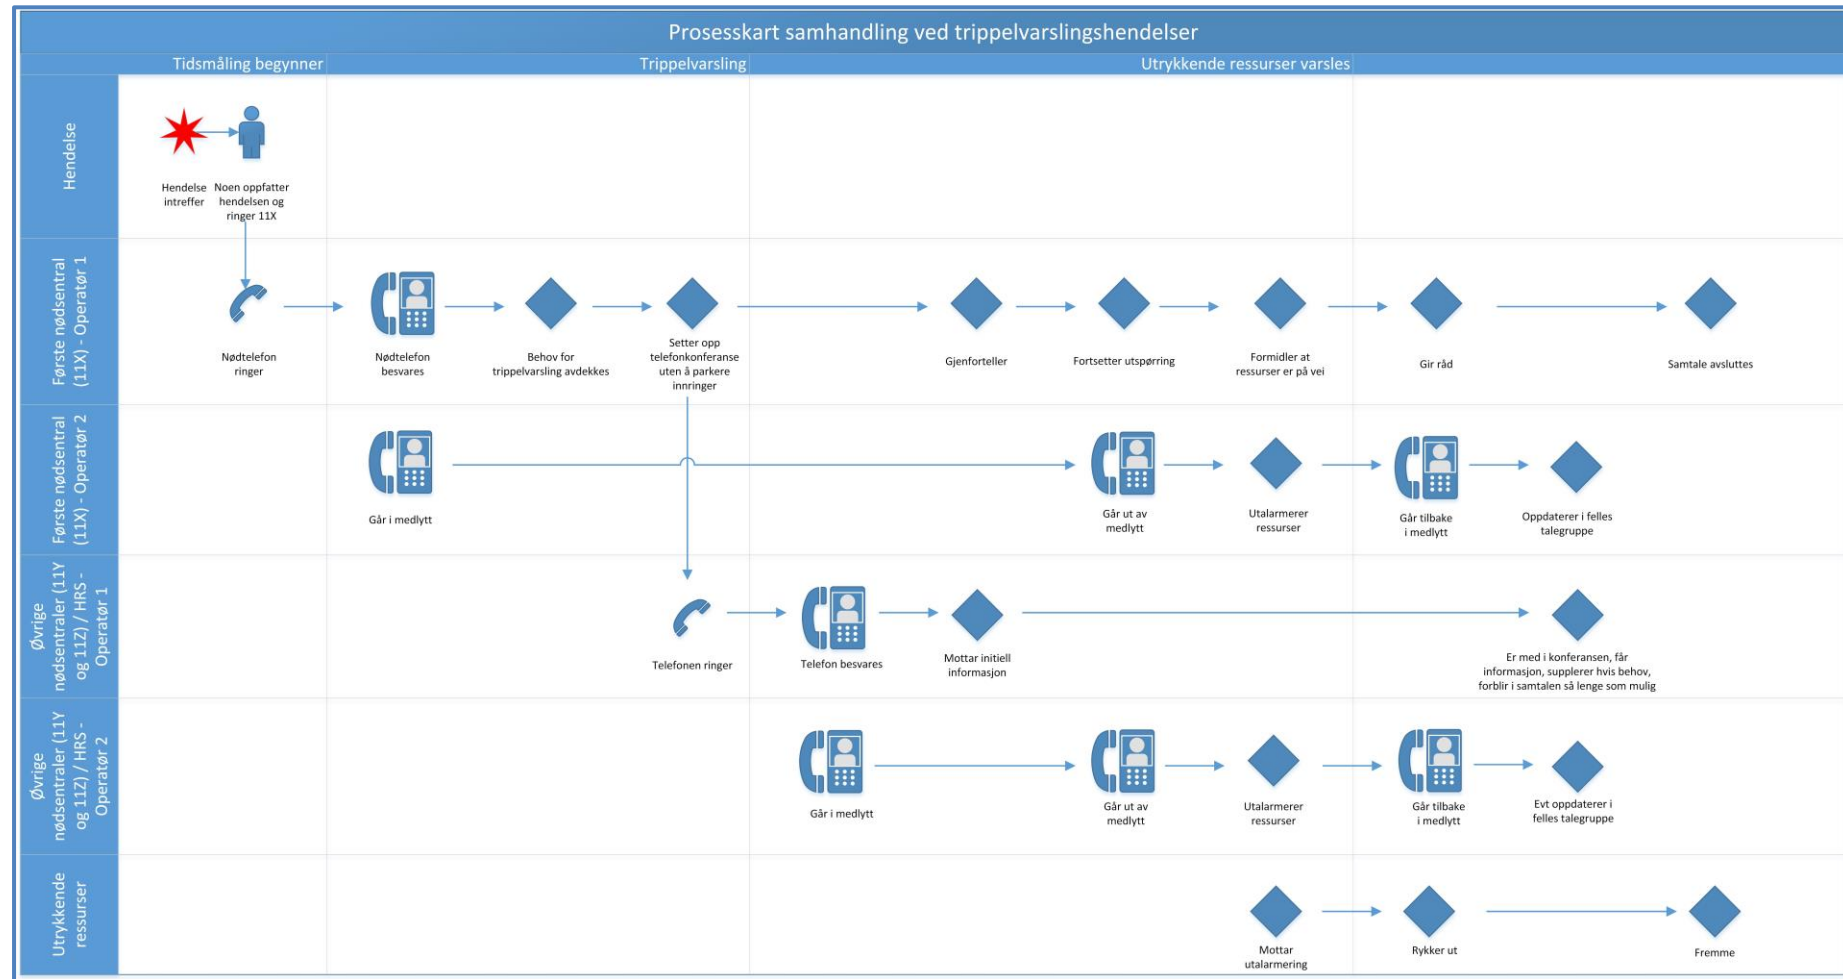 Prosesskart samhandling ved trippelvarslingshendelser
Tidsmåling begynner
Trippelvarsling
Utrykkende ressurser varsles
Hendelse
Hendelse
intreffer
Noen oppfatter
hendelsen og
ringer 11X
Første nødsentral
(11X) - Operatør 1
Nødtelefon
ringer
Nødtelefon
besvares
Behov for
trippelvarsling avdekkes
Setter opp
telefonkonferanse
uten å parkere
innringer
Gjenforteller
Fortsetter utspørring
Formidler at
ressurser er på vei
Gir råd
Samtale avsluttes
Første nødsentral
(11X) - Operatør 2
Går i medlytt
Går ut av
medlytt
Utalarmerer
ressurser
Går tilbake
i medlytt
Oppdaterer i felles
talegruppe
Øvrige
nødsentraler (11Y
og 11Z) / HRS -
Operatør 1
Telefonen ringer
Telefon besvares
Mottar initiell
informasjon
Er med i konferansen, får
informasjon, supplerer hvis behov,
forblir i samtalen så lenge som mulig
Øvrige
nødsentraler (11Y
og 11Z) / HRS -
Operatør 2
Går i medlytt
Går ut av
medlytt
Utalarmerer
ressurser
Går tilbake
i medlytt
Evt oppdaterer i
felles talegruppe
Utrykkende
ressurser
Mottar
utalarmering
Rykker ut
Fremme